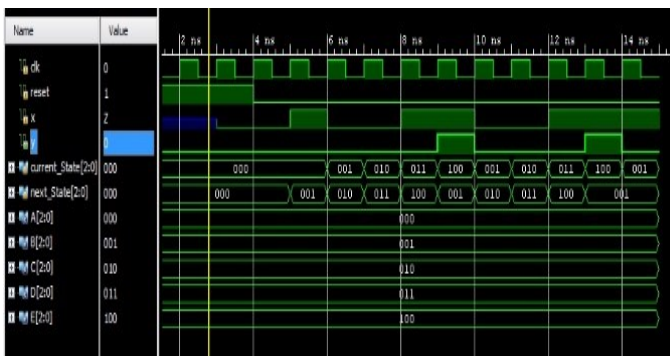 Name Value 2 ns 4 ns 6 ns 8 ns 10 ns 12 ns 14 ns
clk 0
reset 1
x Z
y 0
current_State[2:0] 000 000 001 010 011 100 001 010 011 100 001
next_State[2:0] 000 000 001 010 011 100 001 010 011 100 001
A[2:0] 000 000
B[2:0] 001 001
C[2:0] 010 010
D[2:0] 011 011
E[2:0] 100 100